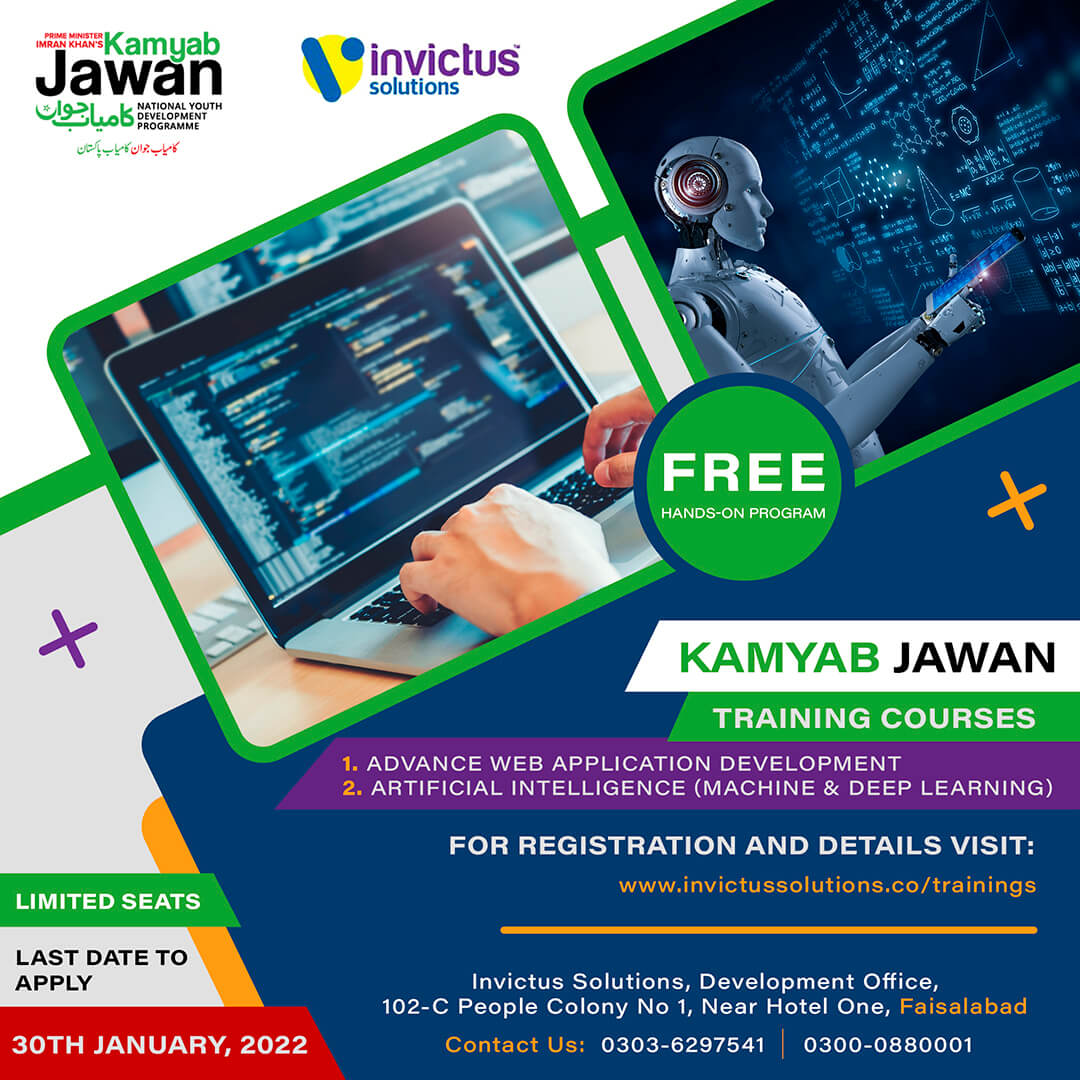 PRIME MINISTER
IMRAN KHAN'S Kamyab
Jawan
کامیاب جوان
NATIONAL YOUTH
DEVELOPMENT
PROGRAMME
کامیاب جوان کامیاب پاکستان
invictus™
solutions
E=MC²
FREE
HANDS-ON PROGRAM
KAMYAB JAWAN
TRAINING COURSES
1. ADVANCE WEB APPLICATION DEVELOPMENT
2. ARTIFICIAL INTELLIGENCE (MACHINE & DEEP LEARNING)
FOR REGISTRATION AND DETAILS VISIT:
www.invictussolutions.co/trainings
LIMITED SEATS
LAST DATE TO
APPLY
30TH JANUARY, 2022
Invictus Solutions, Development Office,
102-C People Colony No 1, Near Hotel One, Faisalabad
Contact Us: 0303-6297541 | 0300-0880001